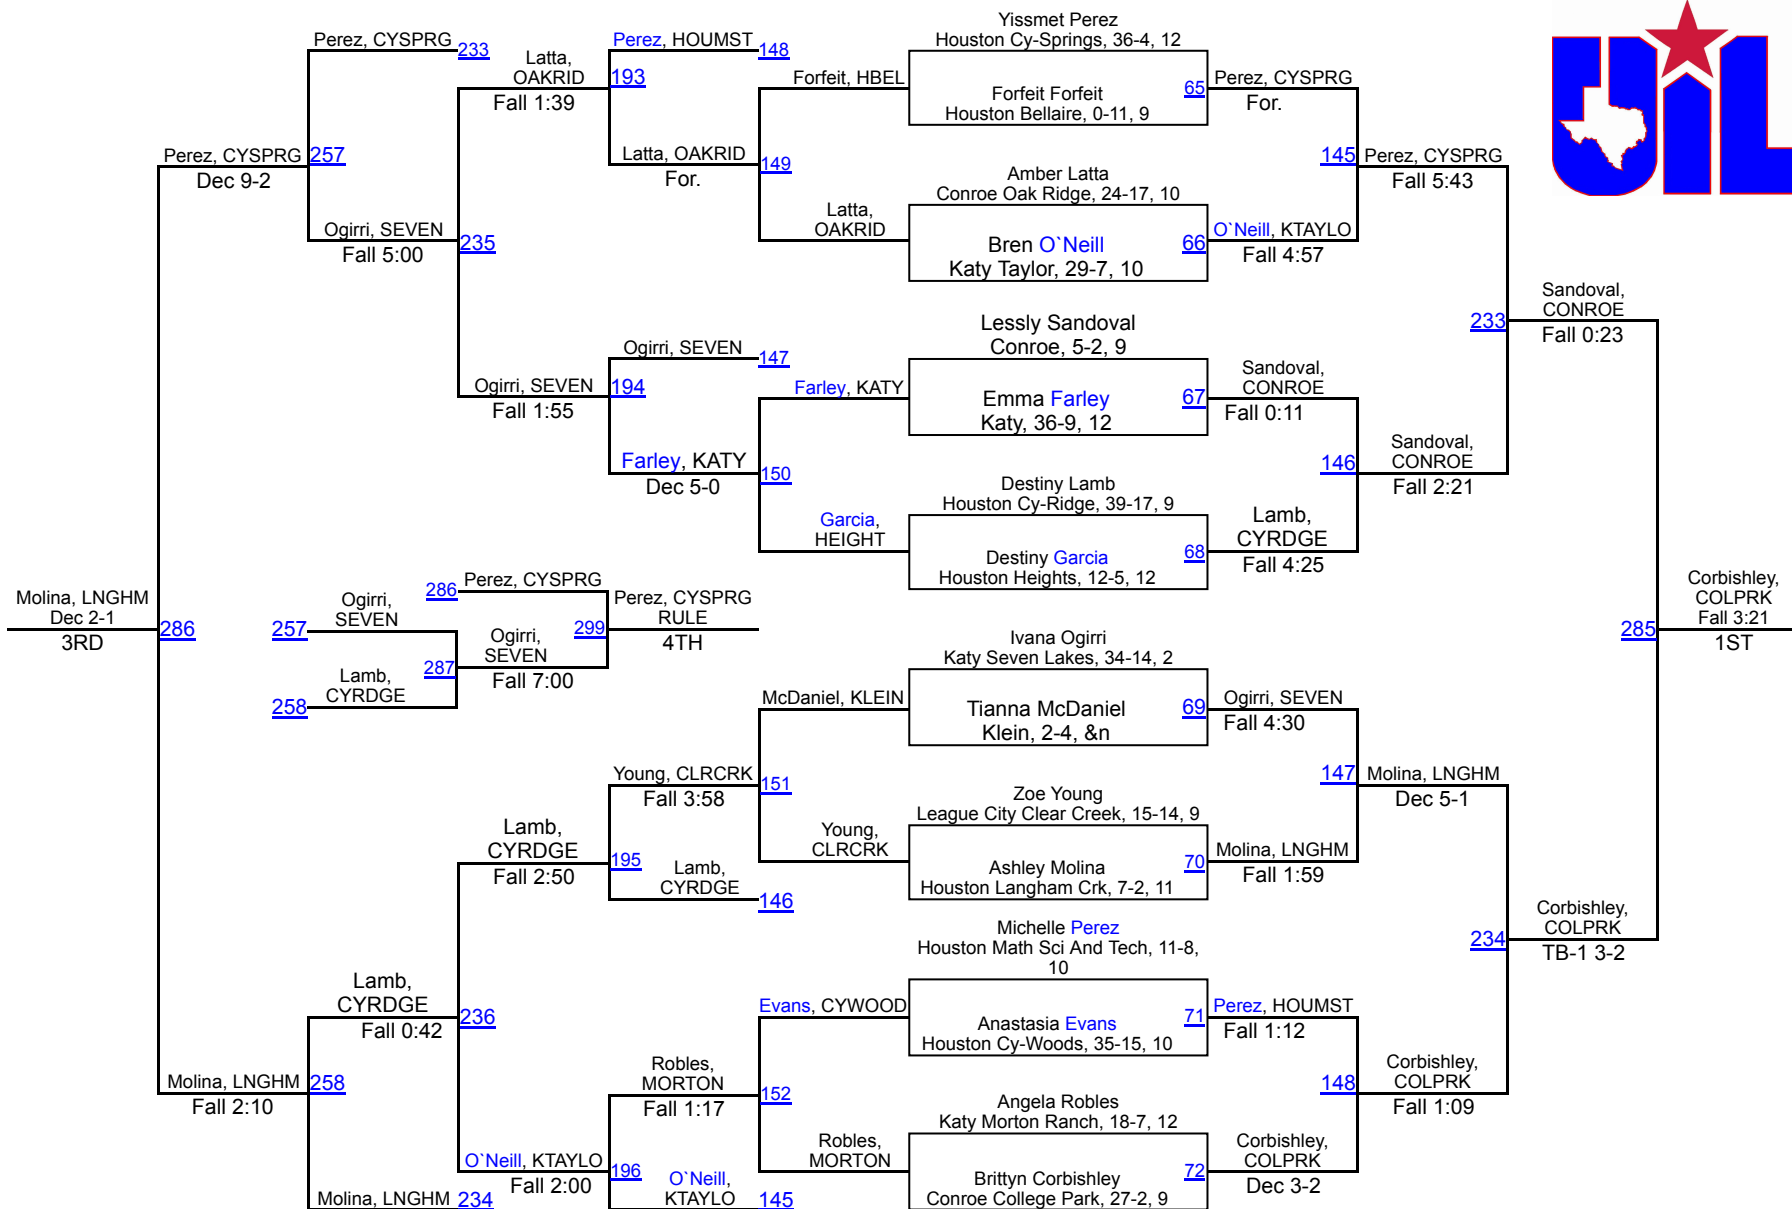 Perez, CYSPRG
233
Latta,
OAKRID
Fall 1:39
Perez, HOUMST
148
193
Forfeit, HBEL
Yissmet Perez
Houston Cy-Springs, 36-4, 12
Forfeit Forfeit
Houston Bellaire, 0-11, 9
65
Perez, CYSPRG
For.
UIL
Perez, CYSPRG
257
Dec 9-2
Latta, OAKRID
For.
149
145
Perez, CYSPRG
Fall 5:43
Amber Latta
Conroe Oak Ridge, 24-17, 10
Latta,
OAKRID
Bren O`Neill
Katy Taylor, 29-7, 10
66
O`Neill, KTAYLO
Fall 4:57
Ogirri, SEVEN
Fall 5:00
235
Sandoval,
CONROE
Fall 0:23
233
Lessly Sandoval
Conroe, 5-2, 9
Ogirri, SEVEN
147
Ogirri, SEVEN
Fall 1:55
194
Farley, KATY
Emma Farley
Katy, 36-9, 12
67
Sandoval,
CONROE
Fall 0:11
Farley, KATY
Dec 5-0
150
146
Sandoval,
CONROE
Fall 2:21
Destiny Lamb
Houston Cy-Ridge, 39-17, 9
Garcia,
HEIGHT
Destiny Garcia
Houston Heights, 12-5, 12
68
Lamb,
CYRDGE
Fall 4:25
Molina, LNGHM
Dec 2-1
3RD
286
286
Perez, CYSPRG
257
Ogirri,
SEVEN
299
Perez, CYSPRG
RULE
4TH
287
Ogirri,
SEVEN
Fall 7:00
258
Lamb,
CYRDGE
285
Corbishley,
COLPRK
Fall 3:21
1ST
Ivana Ogirri
Katy Seven Lakes, 34-14, 2
McDaniel, KLEIN
Tianna McDaniel
Klein, 2-4, &n
69
Ogirri, SEVEN
Fall 4:30
Young, CLRCRK
Fall 3:58
151
147
Molina, LNGHM
Dec 5-1
Zoe Young
League City Clear Creek, 15-14, 9
Young,
CLRCRK
Ashley Molina
Houston Langham Crk, 7-2, 11
70
Molina, LNGHM
Fall 1:59
Lamb,
CYRDGE
Fall 2:50
195
Lamb,
CYRDGE
146
234
Corbishley,
COLPRK
TB-1 3-2
Michelle Perez
Houston Math Sci And Tech, 11-8,
10
Lamb,
CYRDGE
Fall 0:42
236
Evans, CYWOOD
Anastasia Evans
Houston Cy-Woods, 35-15, 10
71
Perez, HOUMST
Fall 1:12
Molina, LNGHM
Fall 2:10
258
Robles,
MORTON
Fall 1:17
152
148
Corbishley,
COLPRK
Fall 1:09
Angela Robles
Katy Morton Ranch, 18-7, 12
Robles,
MORTON
Brittyn Corbishley
Conroe College Park, 27-2, 9
72
Corbishley,
COLPRK
Dec 3-2
O`Neill, KTAYLO
Fall 2:00
196
O`Neill,
KTAYLO
145
Molina, LNGHM
234